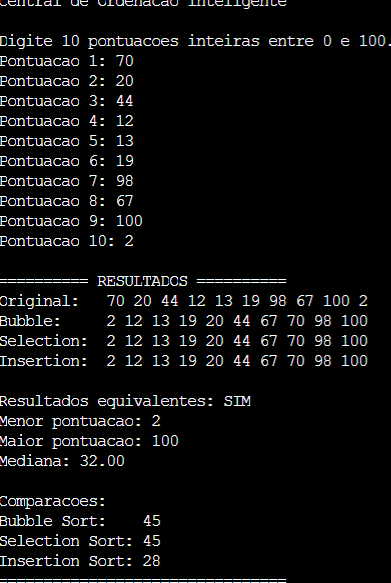 Central de Ordenacao Inteligente
Digite 10 pontuacoes inteiras entre 0 e 100.
Pontuacao 1: 70
Pontuacao 2: 20
Pontuacao 3: 44
Pontuacao 4: 12
Pontuacao 5: 13
Pontuacao 6: 19
Pontuacao 7: 98
Pontuacao 8: 67
Pontuacao 9: 100
Pontuacao 10: 2
========== RESULTADOS ==========
Original:   70 20 44 12 13 19 98 67 100 2
Bubble:     2 12 13 19 20 44 67 70 98 100
Selection:  2 12 13 19 20 44 67 70 98 100
Insertion:  2 12 13 19 20 44 67 70 98 100
Resultados equivalentes: SIM
Menor pontuacao: 2
Maior pontuacao: 100
Mediana: 32.00
Comparacoes:
Bubble Sort:    45
Selection Sort: 45
Insertion Sort: 28
================================